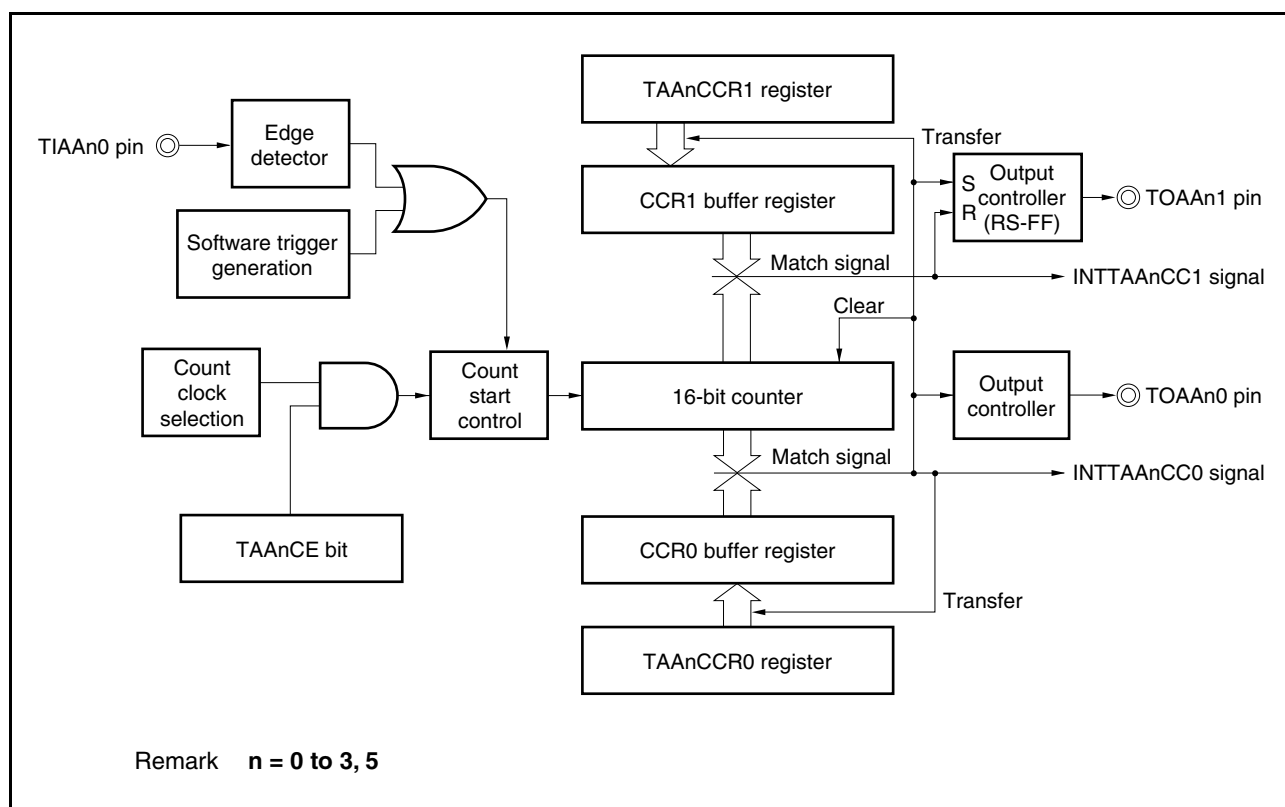 TAAnCCR1 register
Transfer
TIAAn0 pin
Edge
detector
CCR1 buffer register
S
R
Output
controller
(RS-FF)
TOAAn1 pin
Software trigger
generation
Match signal
INTTAAnCC1 signal
Clear
Count
clock
selection
Count
start
control
16-bit counter
Output
controller
TOAAn0 pin
Match signal
INTTAAnCC0 signal
TAAnCE bit
CCR0 buffer register
Transfer
TAAnCCR0 register
Remark n = 0 to 3, 5